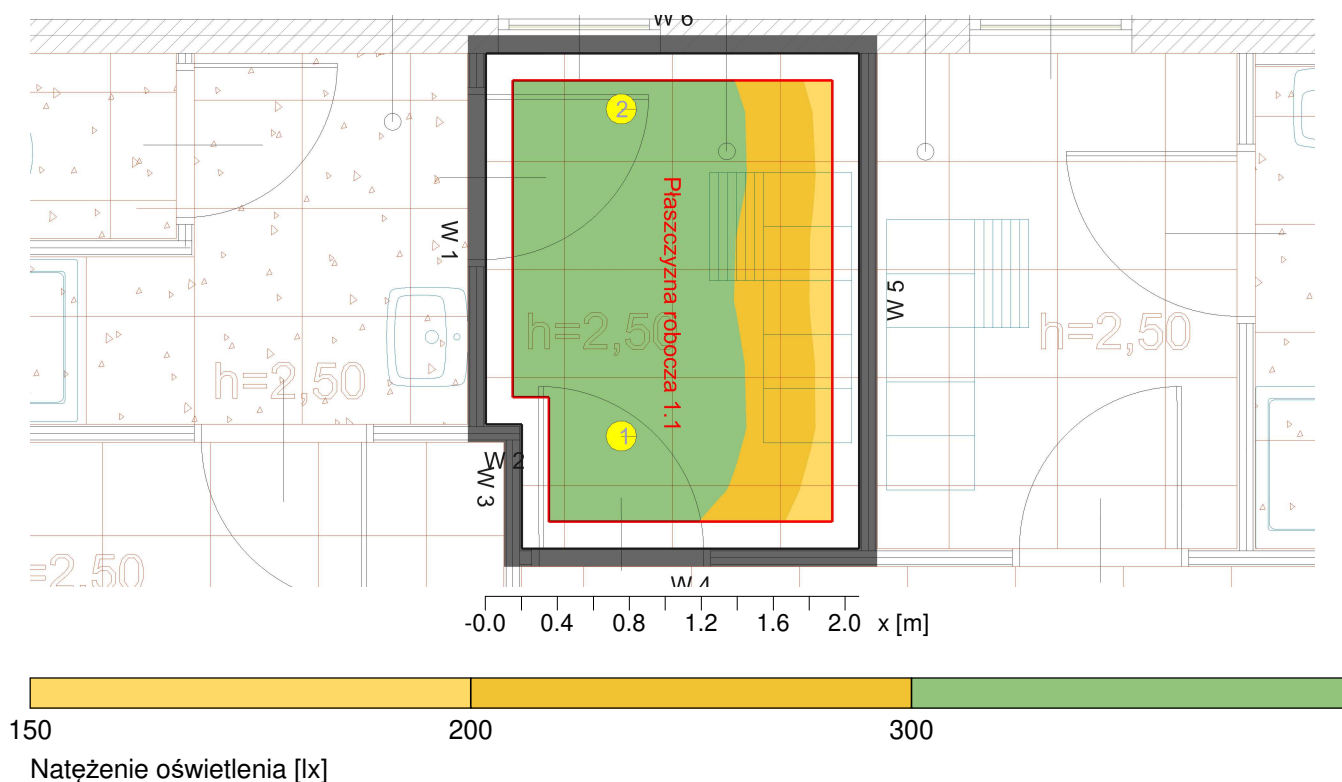 W 6
2
W 1
Płaszczyzna robocza 1.1
W 5
h=2,50
h=2,50
h=2,50
1
W 2
W 3
=2,50
W 4
-0.0 0.4 0.8 1.2 1.6 2.0 x [m]
150 200 300
Natężenie oświetlenia [lx]